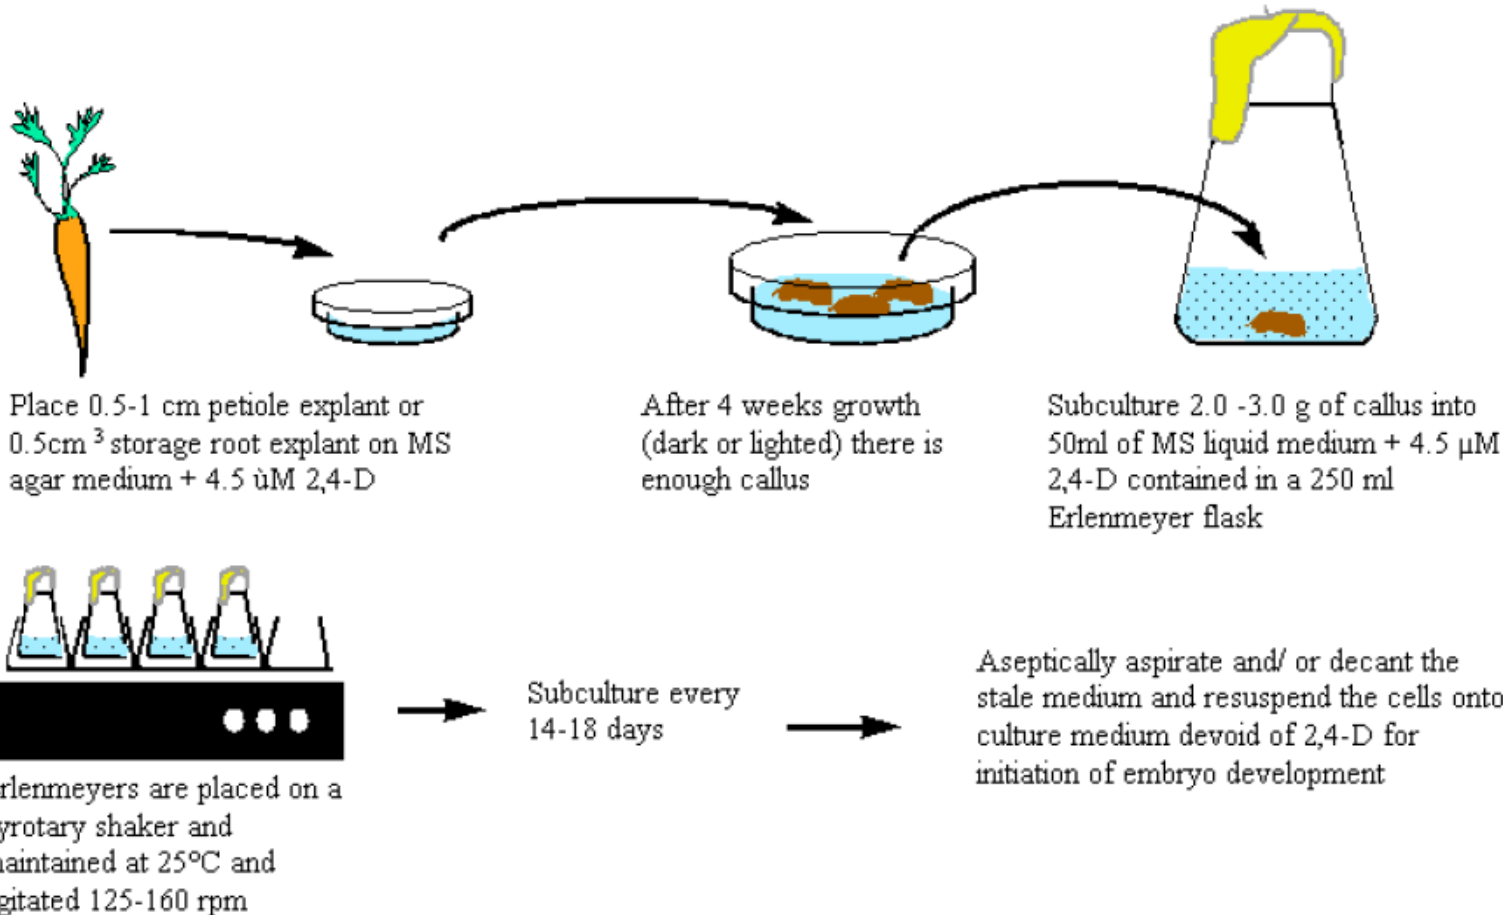 Place 0.5-1 cm petiole explant or
0.5cm ³ storage root explant on MS
agar medium + 4.5 ùM 2,4-D
After 4 weeks growth
(dark or lighted) there is
enough callus
Subculture 2.0 -3.0 g of callus into
50ml of MS liquid medium + 4.5 µM
2,4-D contained in a 250 ml
Erlenmeyer flask
rlenmeyers are placed on a
yrotary shaker and
naintained at 25°C and
gitated 125-160 rpm
Subculture every
14-18 days
Aseptically aspirate and/ or decant the
stale medium and resuspend the cells onto
culture medium devoid of 2,4-D for
initiation of embryo development